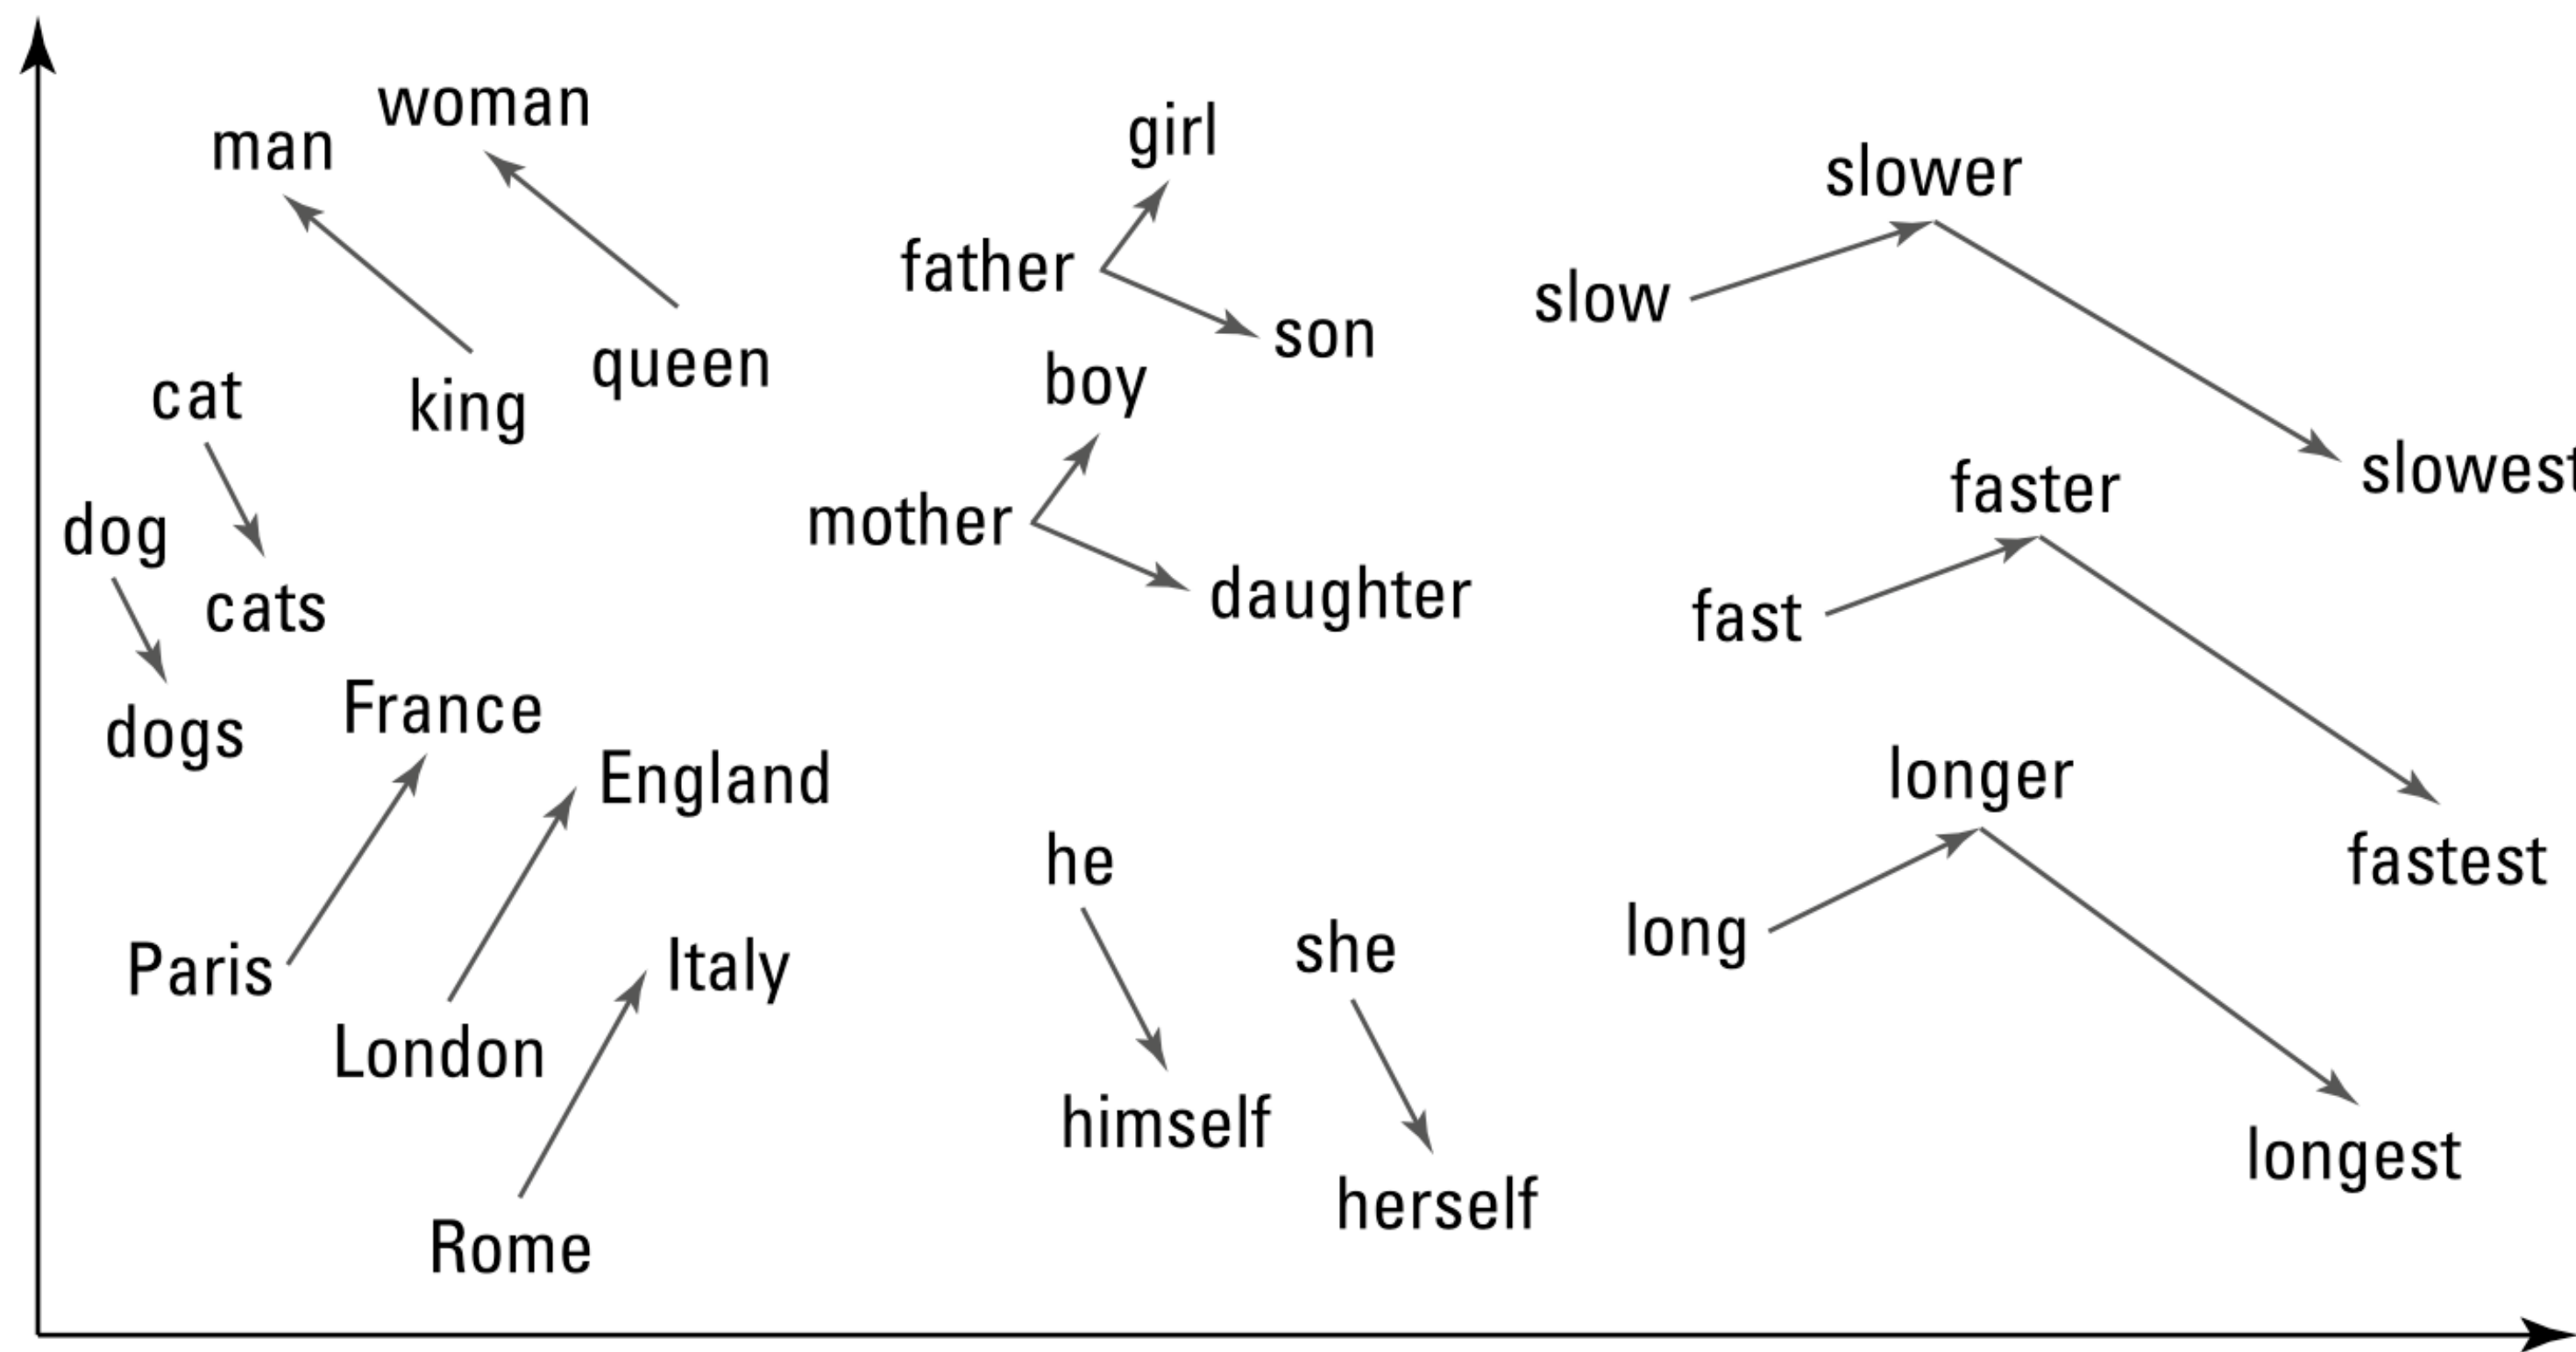 man
woman
king
queen
cat
cats
dog
dogs
France
England
Paris
London
Italy
Rome
girl
father
son
boy
mother
daughter
he
himself
she
herself
slower
slow
slowest
faster
fast
fastest
longer
long
longest